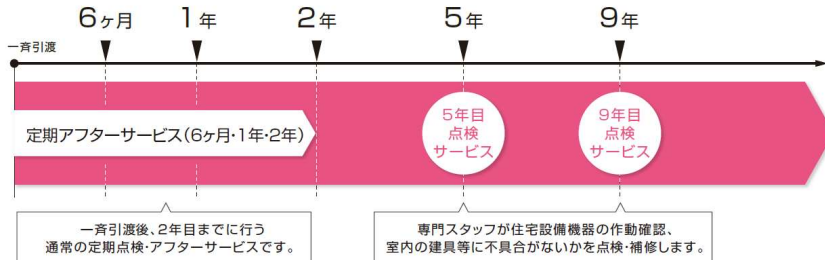 6ヶ月
1年
2年
5年
9年
一斉引渡
定期アフターサービス(6ヶ月・1年・2年)
5年目
点検
サービス
9年目
点検
サービス
一斉引渡後、2年目までに行う
通常の定期点検・アフターサービスです。
専門スタッフが住宅設備機器の作動確認、
室内の建具等に不具合がないかを点検・補修します。